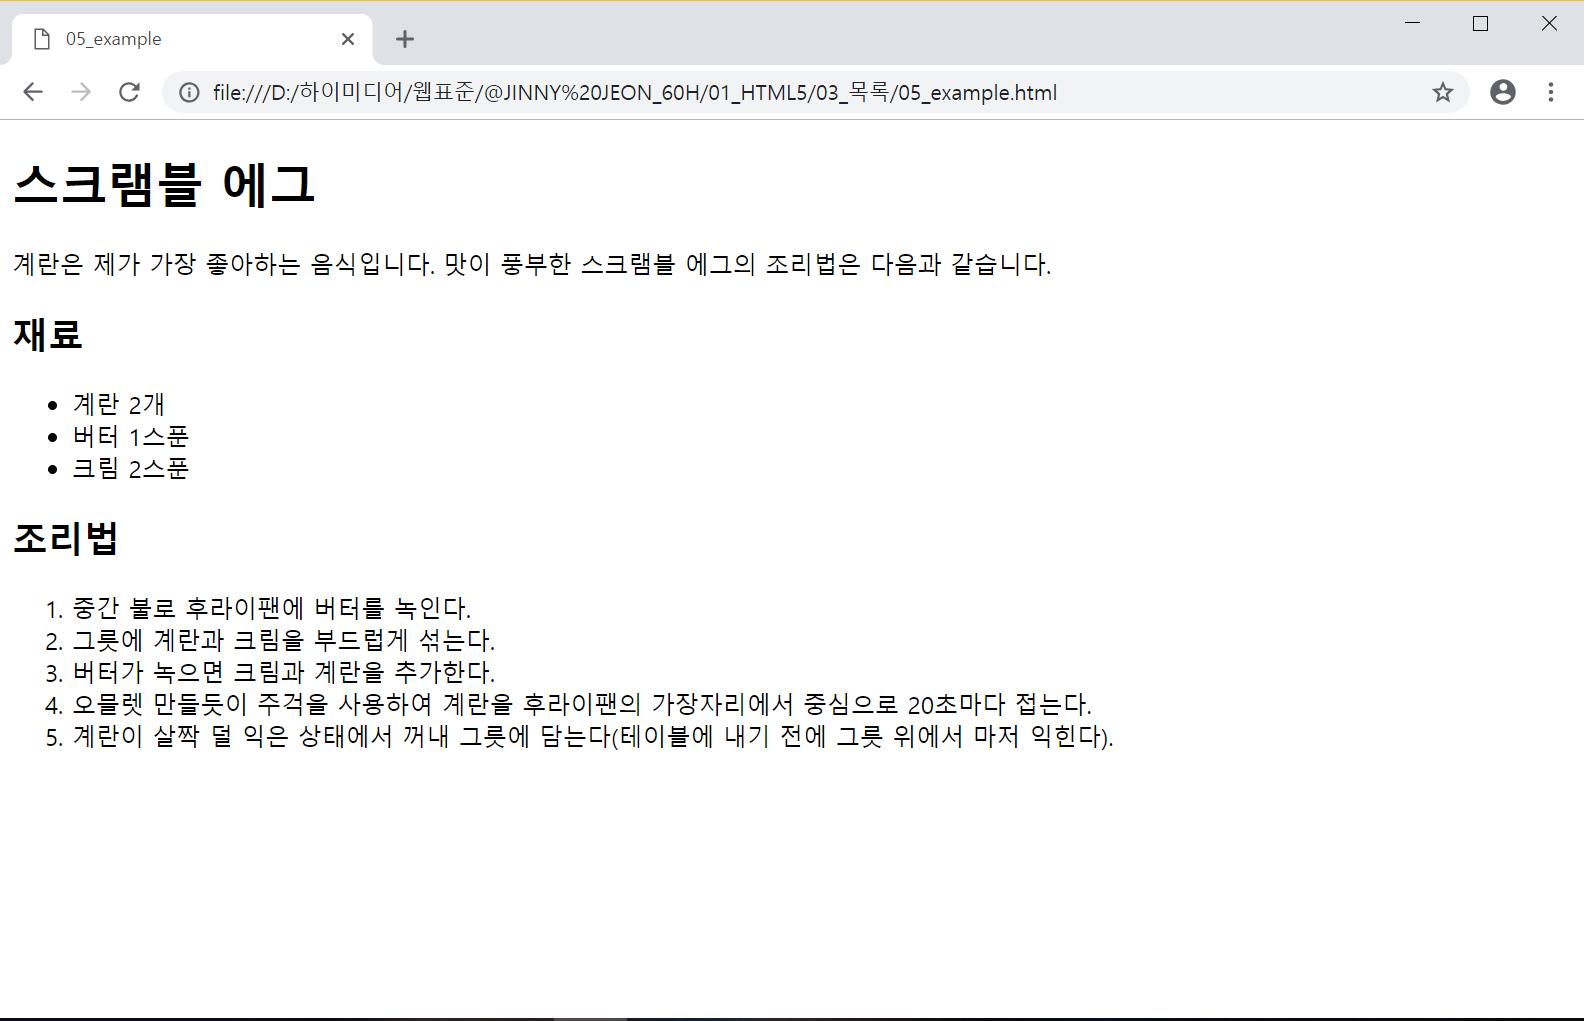 05_example
file:///D:/하이미디어/웹표준/@JINNY%20JEON_60H/01_HTML5/03_목록/05_example.html
스크램블 에그
계란은 제가 가장 좋아하는 음식입니다. 맛이 풍부한 스크램블 에그의 조리법은 다음과 같습니다.
재료
• 계란 2개
• 버터 1스푼
• 크림 2스푼
조리법
1. 중간 불로 후라이팬에 버터를 녹인다.
2. 그릇에 계란과 크림을 부드럽게 섞는다.
3. 버터가 녹으면 크림과 계란을 추가한다.
4. 오믈렛 만들듯이 주걱을 사용하여 계란을 후라이팬의 가장자리에서 중심으로 20초마다 접는다.
5. 계란이 살짝 덜 익은 상태에서 꺼내 그릇에 담는다(테이블에 내기 전에 그릇 위에서 마저 익힌다).